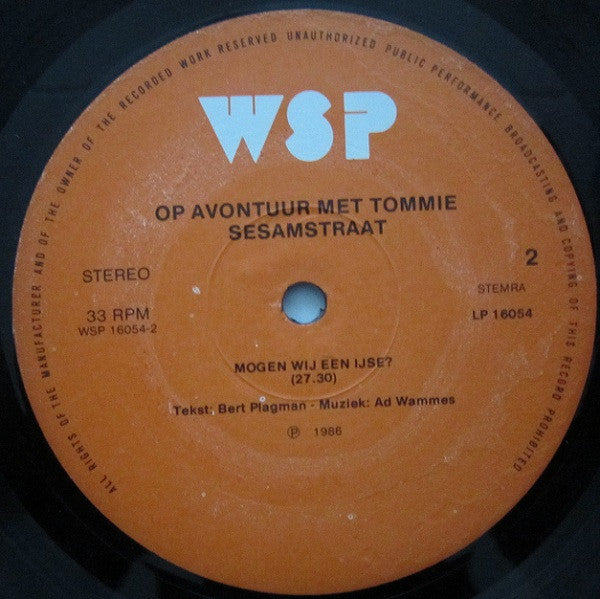 ALL RIGHTS OF THE MANUFACTURER AND OF THE OWNER OF THE RECORDED WORK RESERVED UNAUTHORIZED PUBLIC PERFORMANCE BROADCASTING AND COPYING OF THIS RECORD PROHIBITED
WSP
OP AVONTUUR MET TOMMIE
SESAMSTRAAT
STEREO
2
33 RPM
WSP 16054-2
STEMRA
LP 16054
MOGEN WIJ EEN IJSE?
(27.30)
Tekst: Bert Plagman - Muziek: Ad Wammes
℗ 1986